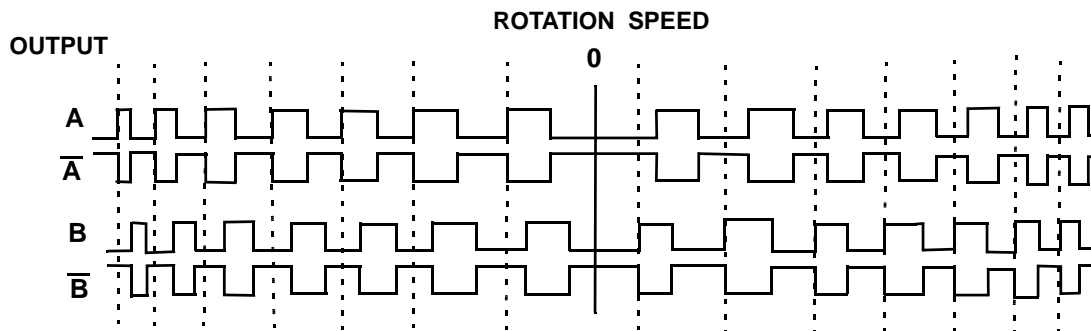 ROTATION SPEED
OUTPUT
0
A
A̅
B
B̅